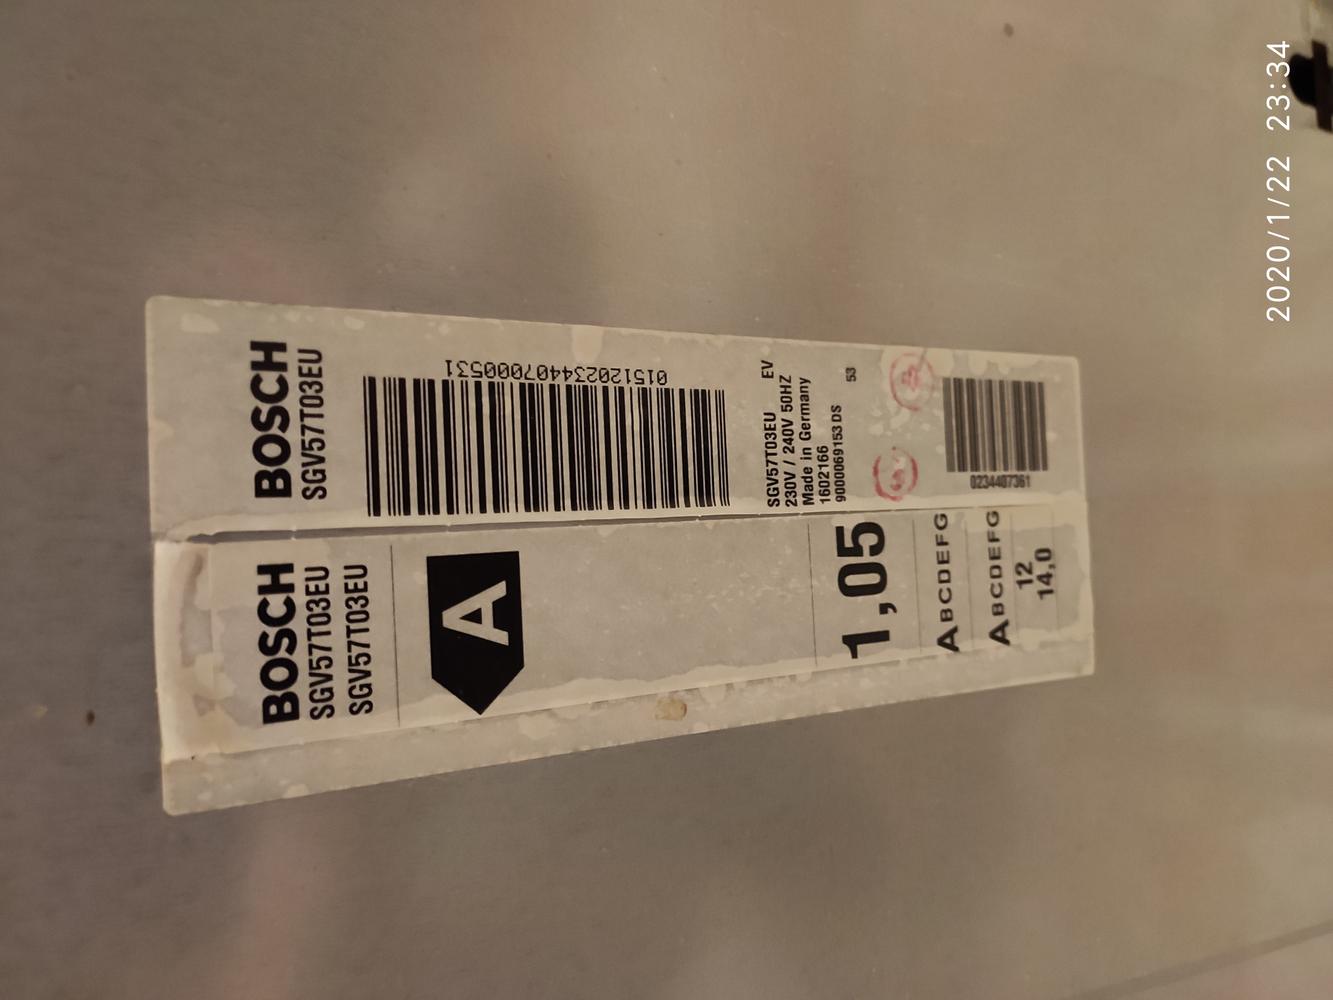 BOSCH
SGV57T03EU
015120234407000531
SGV57T03EU EV
230V / 240V 50HZ
Made in Germany
1602166
9000069153 DS 53
0234407361
BOSCH
SGV57T03EU
SGV57T03EU
A
1,05
ABCDEFG
ABCDEFG
12
14,0
2020/1/22 23:34